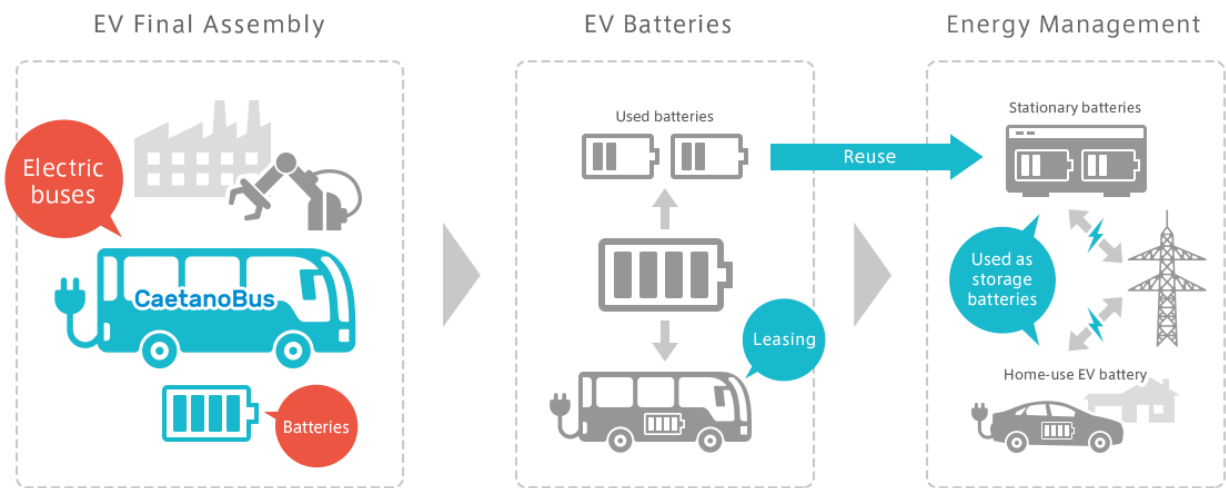 EV Final Assembly
Electric
buses
CaetanoBus
Batteries
EV Batteries
Used batteries
Reuse
Leasing
Energy Management
Stationary batteries
Used as
storage
batteries
Home-use EV battery